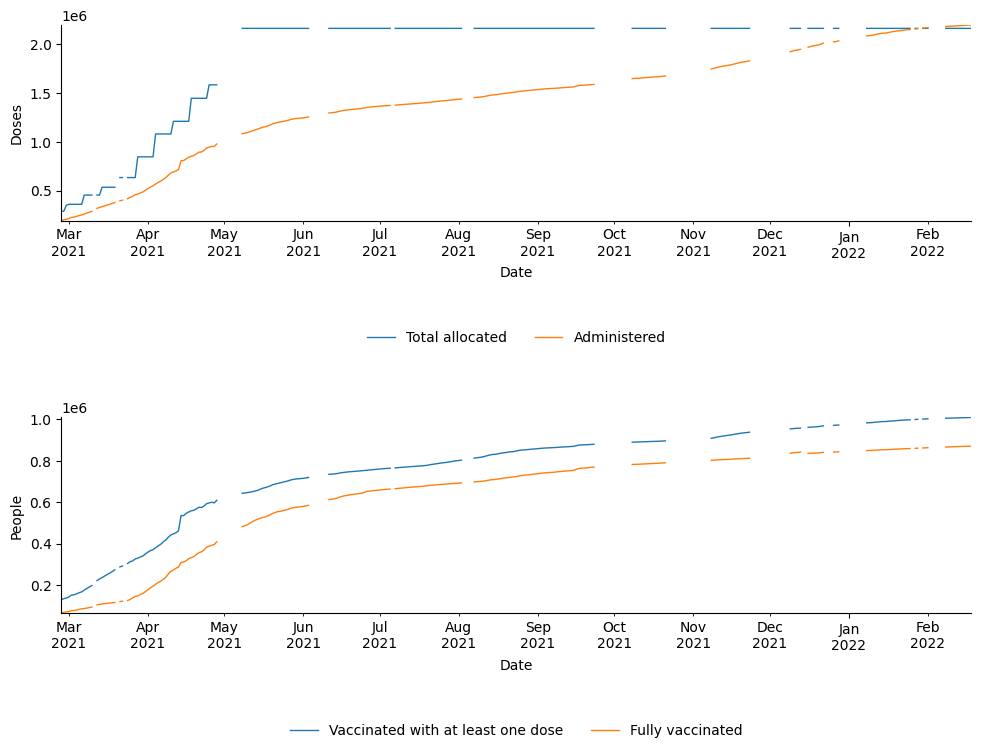 1e6
2.0
1.5
1.0
0.5
Doses
Mar Apr May Jun Jul Aug Sep Oct Nov Dec Jan Feb
2021 2021 2021 2021 2021 2021 2021 2021 2021 2021 2022 2022
Date
Total allocated Administered
1e6
1.0
0.8
0.6
0.4
0.2
People
Mar Apr May Jun Jul Aug Sep Oct Nov Dec Jan Feb
2021 2021 2021 2021 2021 2021 2021 2021 2021 2021 2022 2022
Date
Vaccinated with at least one dose Fully vaccinated